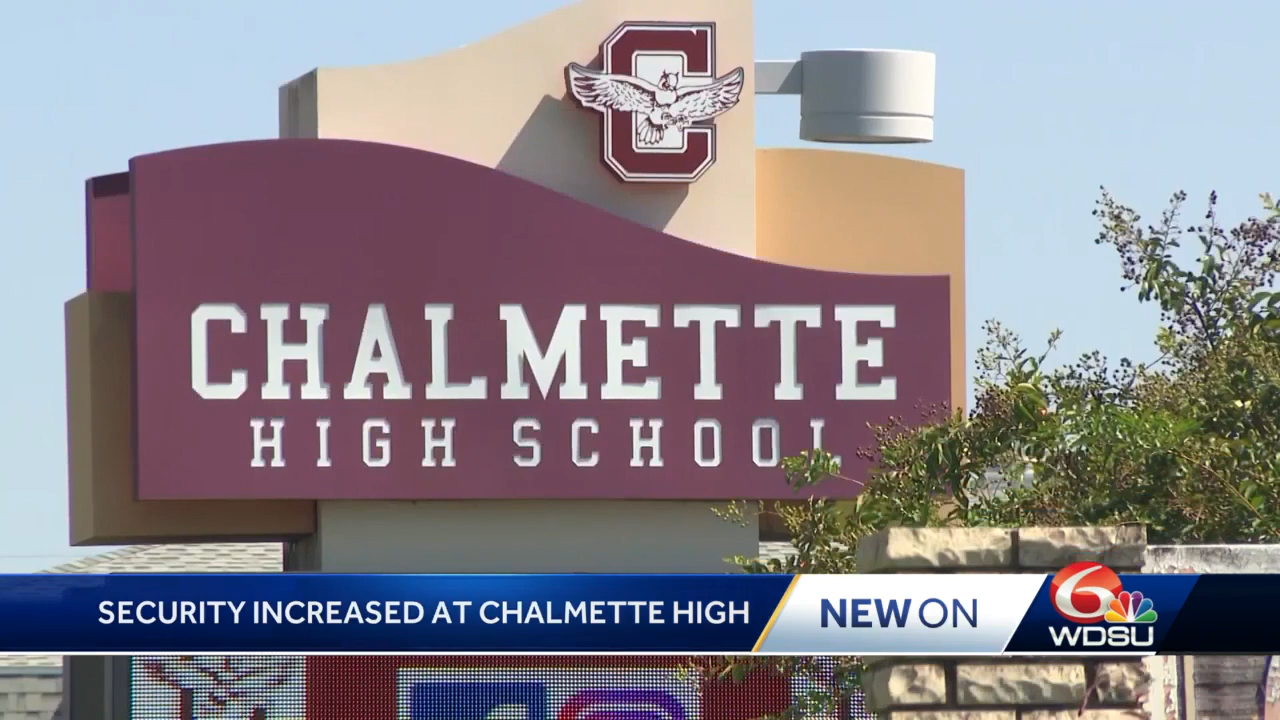 C
CHALMETTE
HIGH SCHOOL
SECURITY INCREASED AT CHALMETTE HIGH
NEW ON
6
WDSU